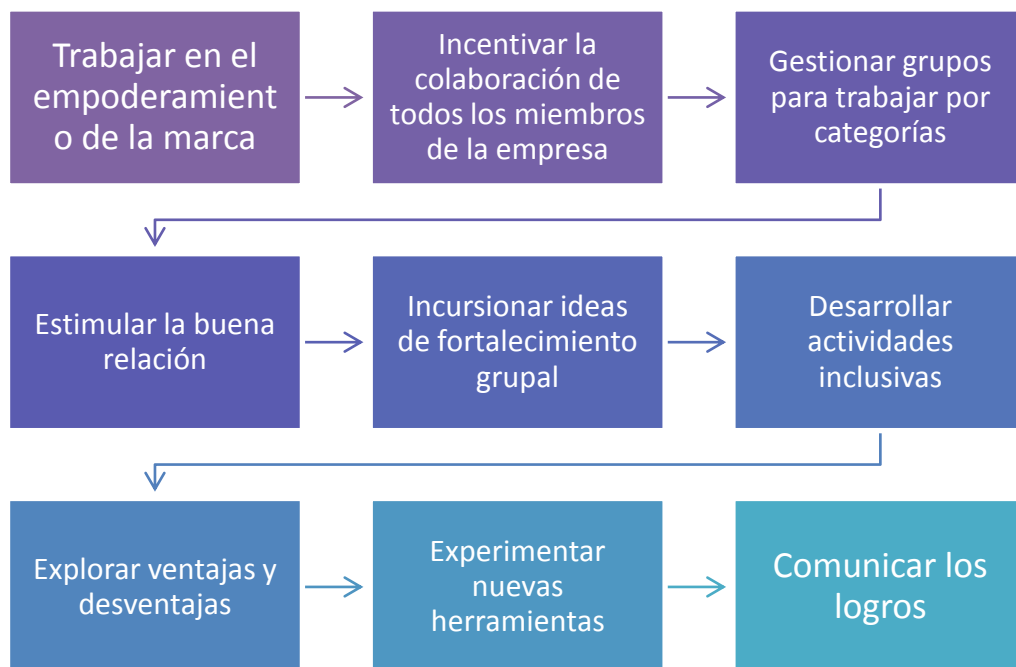 Trabajar en el
empoderamient
o de la marca
Incentivar la
colaboración de
todos los miembros
de la empresa
Gestionar grupos
para trabajar por
categorías
Estimular la buena
relación
Incursionar ideas
de fortalecimiento
grupal
Desarrollar
actividades
inclusivas
Explorar ventajas y
desventajas
Experimentar
nuevas
herramientas
Comunicar los
logros